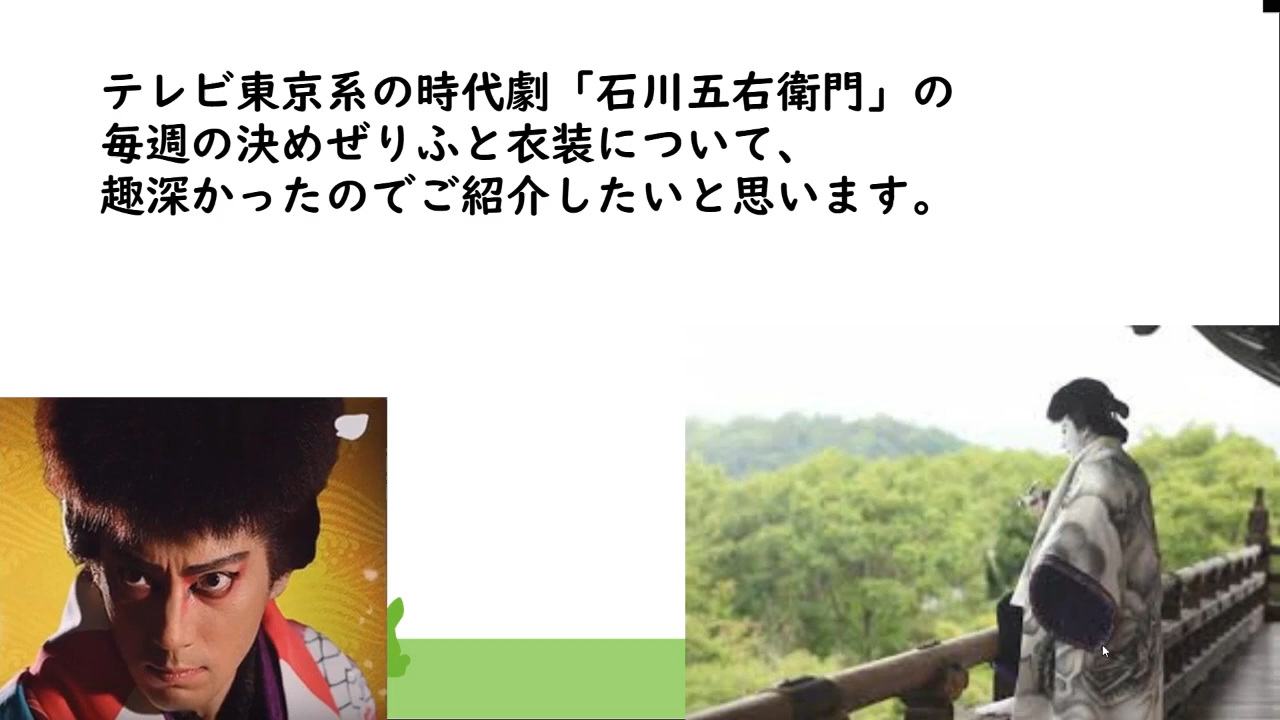 テレビ東京系の時代劇「石川五右衛門」の
毎週の決めぜりふと衣装について、
趣深かったのでご紹介したいと思います。